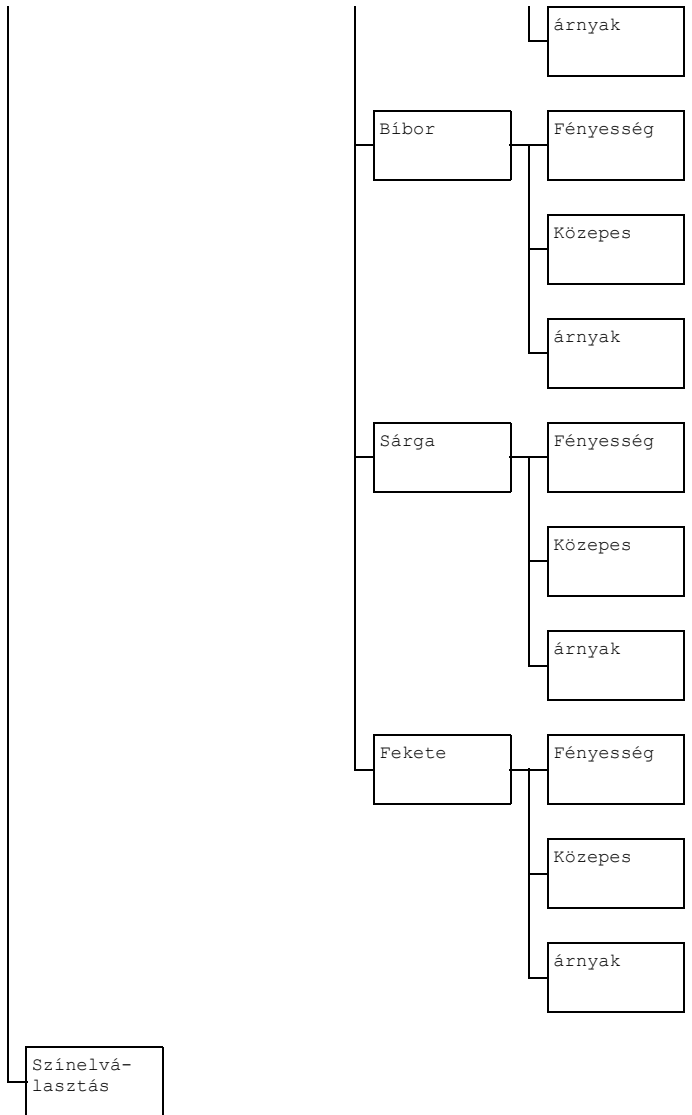 árnyak
Bíbor
Fényesség
Közepes
árnyak
Sárga
Fényesség
Közepes
árnyak
Fekete
Fényesség
Közepes
árnyak
Színelvá-
lasztás